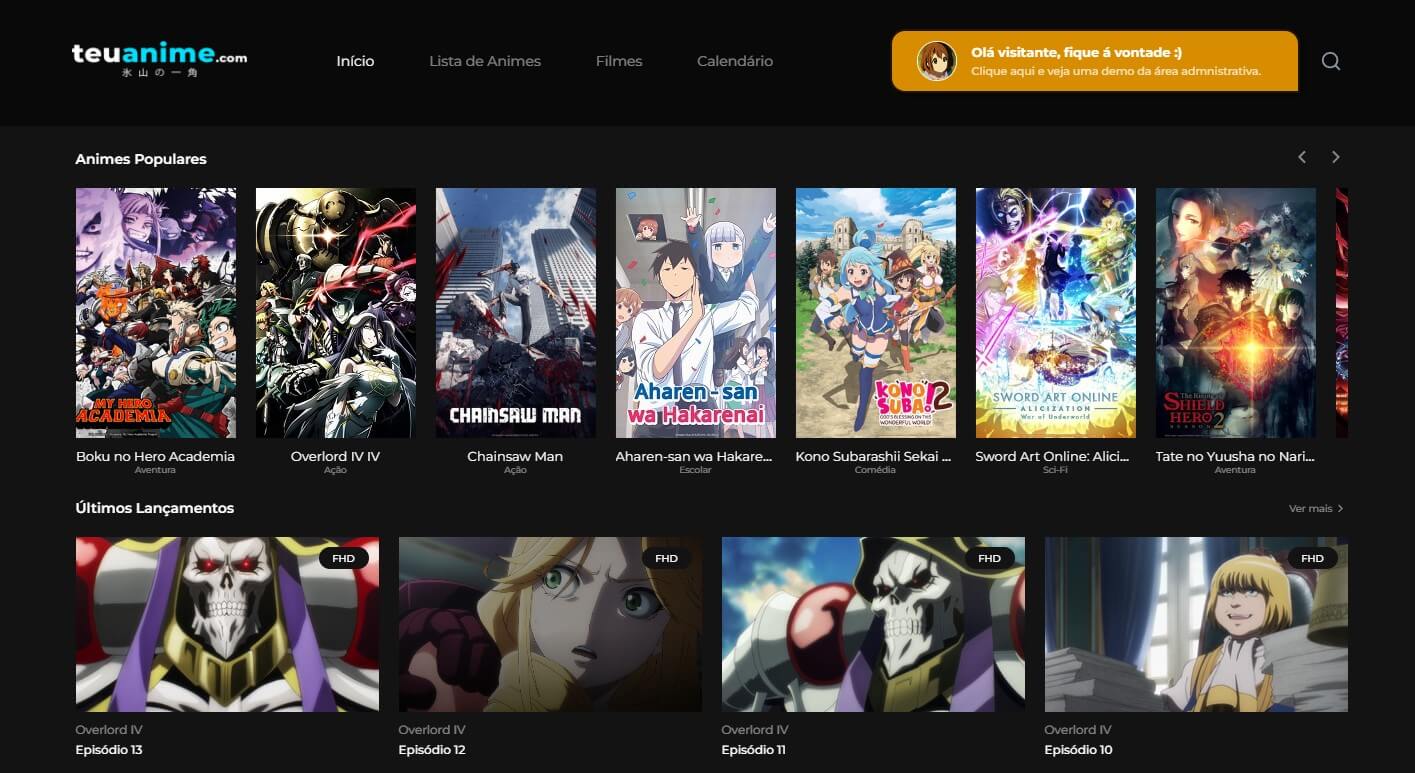 teuanime.com
氷山の一角
Início
Lista de Animes
Filmes
Calendário
Olá visitante, fique á vontade :)
Clique aqui e veja uma demo da área admnistrativa.
Animes Populares
MY HERO
ACADEMIA
CHAINSAW MAN
Aharen-san
wa Hakarenai
KONO
SUBA! 2
GOD'S BLESSING ON THIS
WONDERFUL WORLD!
SWORD ART ONLINE
ALICIZATION
War of Underworld
The Rising of
SHIELD
HERO
SEASON 2
Boku no Hero Academia
Aventura
Overlord IV IV
Ação
Chainsaw Man
Ação
Aharen-san wa Hakare...
Escolar
Kono Subarashii Sekai ...
Comédia
Sword Art Online: Alici...
Sci-Fi
Tate no Yuusha no Nari...
Aventura
Últimos Lançamentos
Ver mais
FHD
FHD
FHD
FHD
Overlord IV
Episódio 13
Overlord IV
Episódio 12
Overlord IV
Episódio 11
Overlord IV
Episódio 10